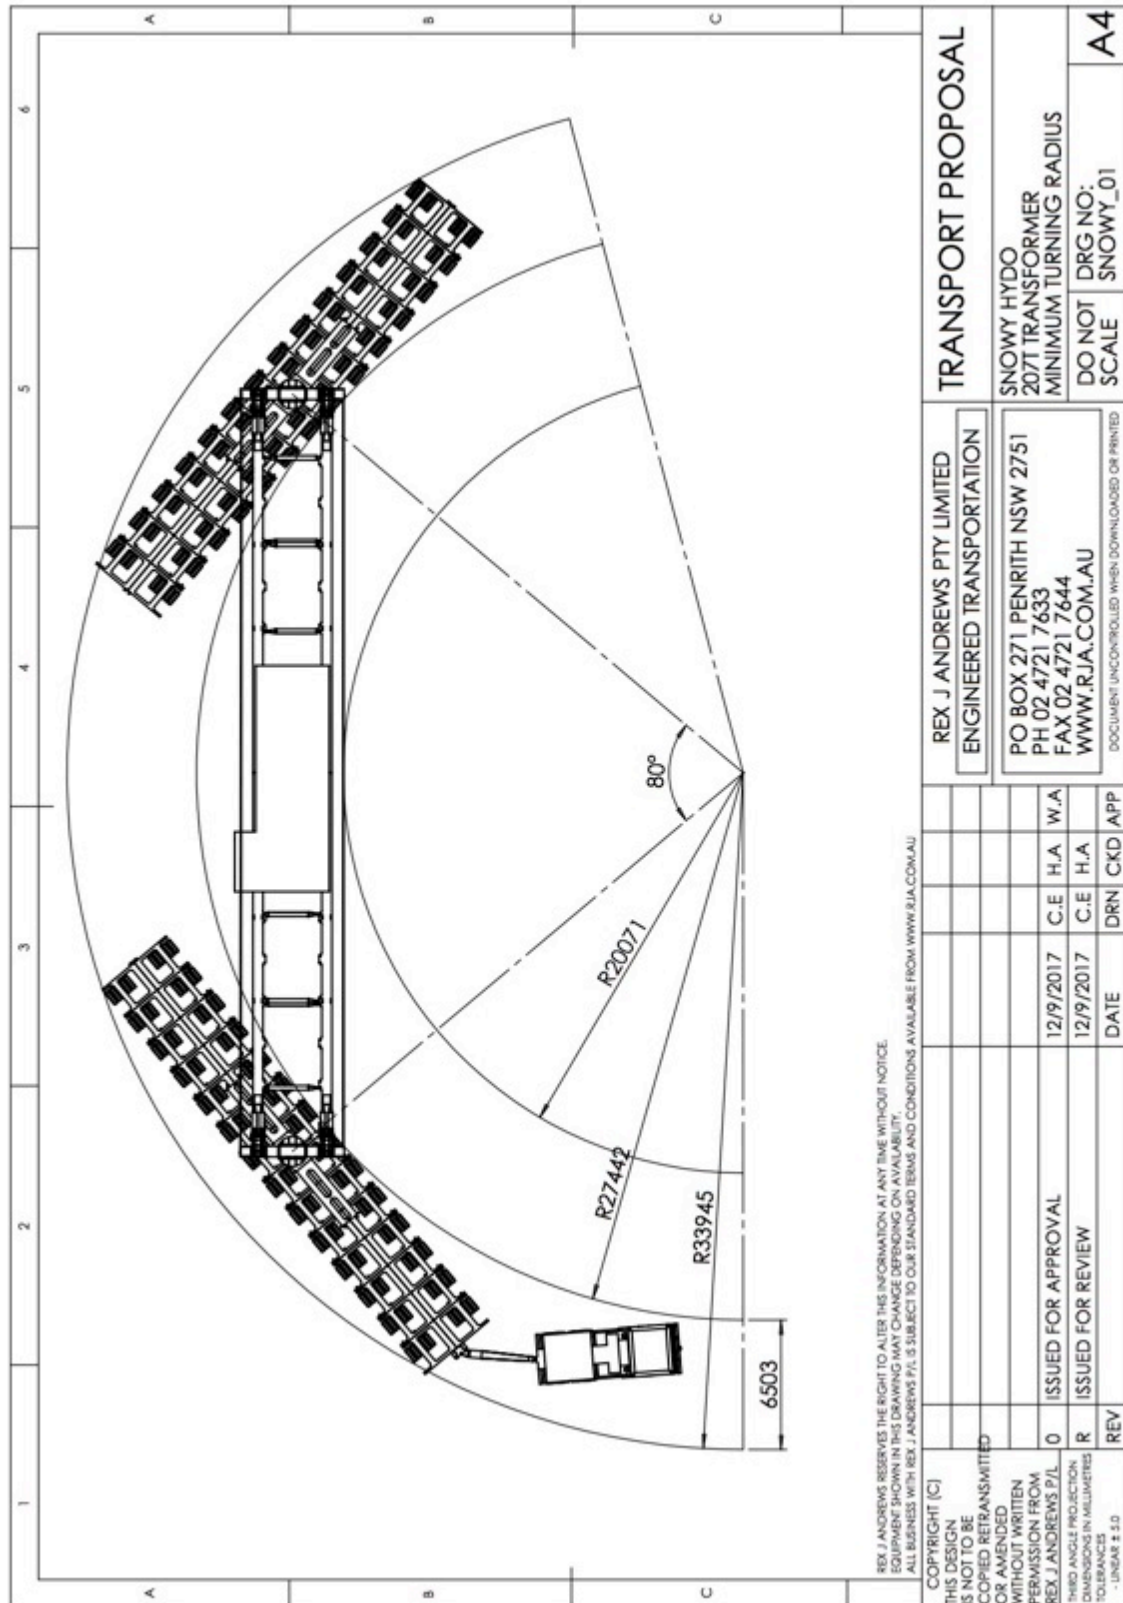 1
2
3
4
5
6
A
B
C
A
B
C
80°
R20071
R27442
R33945
6503
REX J ANDREWS RESERVES THE RIGHT TO ALTER THIS INFORMATION AT ANY TIME WITHOUT NOTICE.
EQUIPMENT SHOWN IN THIS DRAWING MAY CHANGE DEPENDING ON AVAILABILITY.
ALL BUSINESS WITH REX J ANDREWS P/L IS SUBJECT TO OUR STANDARD TERMS AND CONDITIONS AVAILABLE FROM WWW.RJA.COM.AU
COPYRIGHT (C)
THIS DESIGN
IS NOT TO BE
COPIED RETRANSMITTED
OR AMENDED
WITHOUT WRITTEN
PERMISSION FROM
REX J ANDREWS P/L
THIRD ANGLE PROJECTION
DIMENSIONS IN MILLIMETRES
TOLERANCES
- LINEAR ± 5.0
0 ISSUED FOR APPROVAL 12/9/2017 C.E H.A W.A
R ISSUED FOR REVIEW 12/9/2017 C.E H.A
REV DATE DRN CKD APP
REX J ANDREWS PTY LIMITED
ENGINEERED TRANSPORTATION
PO BOX 271 PENRITH NSW 2751
PH 02 4721 7633
FAX 02 4721 7644
WWW.RJA.COM.AU
DOCUMENT UNCONTROLLED WHEN DOWNLOADED OR PRINTED
TRANSPORT PROPOSAL
SNOWY HYDO
207T TRANSFORMER
MINIMUM TURNING RADIUS
DO NOT
SCALE
DRG NO:
SNOWY_01
A4